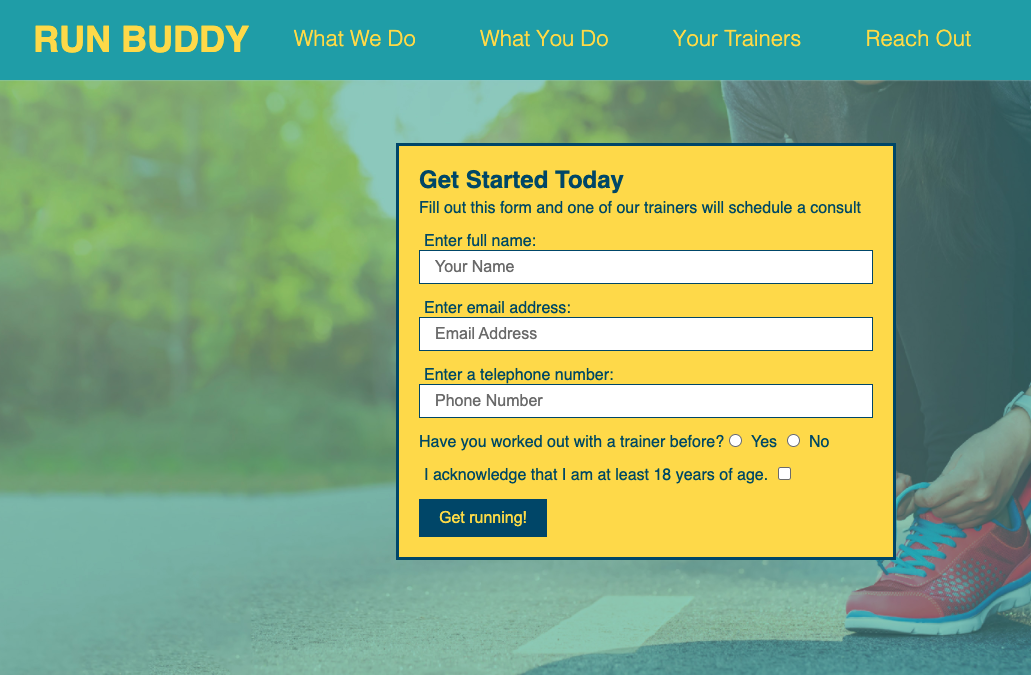 RUN BUDDY What We Do What You Do Your Trainers Reach Out
Get Started Today
Fill out this form and one of our trainers will schedule a consult
Enter full name:
Your Name
Enter email address:
Email Address
Enter a telephone number:
Phone Number
Have you worked out with a trainer before? Yes No
I acknowledge that I am at least 18 years of age.
Get running!